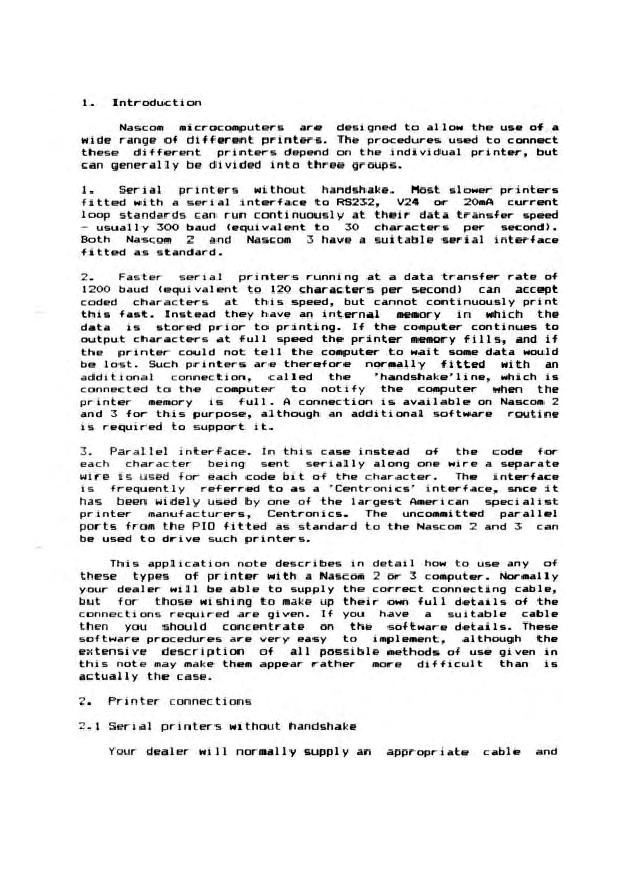 1. Introduction
Nascom microcomputers are designed to allow the use of a
wide range of different printers. The procedures used to connect
these different printers depend on the individual printer, but
can generally be divided into three groups.
1. Serial printers without handshake. Most slower printers
fitted with a serial interface to RS232, V24 or 20mA current
loop standards can run continuously at their data transfer speed
- usually 300 baud (equivalent to 30 characters per second).
Both Nascom 2 and Nascom 3 have a suitable serial interface
fitted as standard.
2. Faster serial printers running at a data transfer rate of
1200 baud (equivalent to 120 characters per second) can accept
coded characters at this speed, but cannot continuously print
this fast. Instead they have an internal memory in which the
data is stored prior to printing. If the computer continues to
output characters at full speed the printer memory fills, and if
the printer could not tell the computer to wait some data would
be lost. Such printers are therefore normally fitted with an
additional connection, called the 'handshake'line, which is
connected to the computer to notify the computer when the
printer memory is full. A connection is available on Nascom 2
and 3 for this purpose, although an additional software routine
is required to support it.
3. Parallel interface. In this case instead of the code for
each character being sent serially along one wire a separate
wire is used for each code bit of the character. The interface
is frequently referred to as a 'Centronics' interface, snce it
has been widely used by one of the largest American specialist
printer manufacturers, Centronics. The uncommitted parallel
ports from the PIO fitted as standard to the Nascom 2 and 3 can
be used to drive such printers.
This application note describes in detail how to use any of
these types of printer with a Nascom 2 or 3 computer. Normally
your dealer will be able to supply the correct connecting cable,
but for those wishing to make up their own full details of the
connections required are given. If you have a suitable cable
then you should concentrate on the software details. These
software procedures are very easy to implement, although the
extensive description of all possible methods of use given in
this note may make them appear rather more difficult than is
actually the case.
2. Printer connections
2.1 Serial printers without handshake
Your dealer will normally supply an appropriate cable and